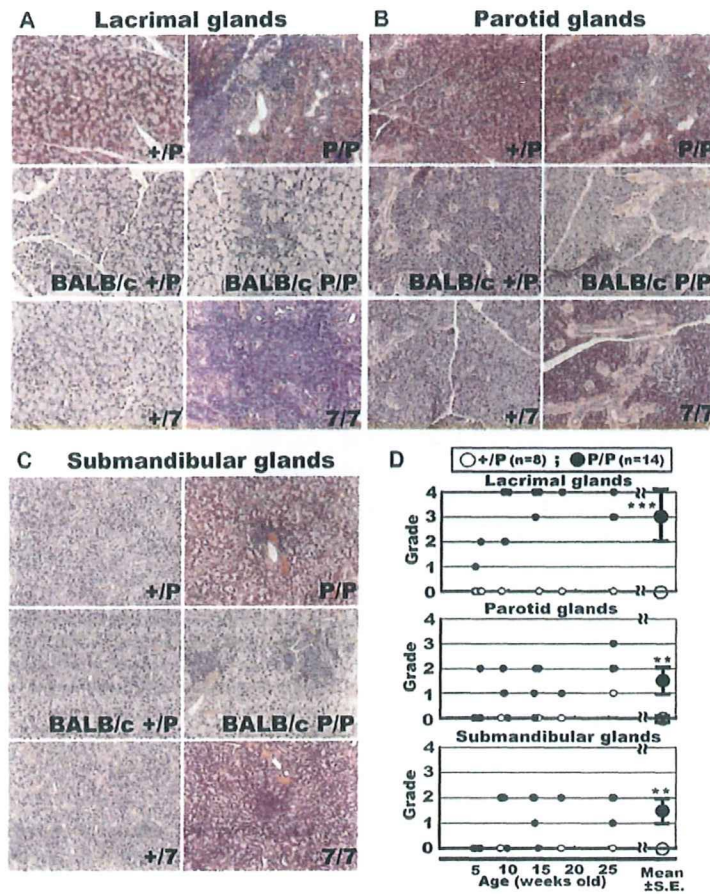 A Lacrimal glands
B Parotid glands
+/P
P/P
+/P
P/P
BALB/c +/P
BALB/c P/P
BALB/c +/P
BALB/c P/P
+/7
7/7
+/7
7/7
C Submandibular glands
+/P
P/P
BALB/c +/P
BALB/c P/P
+/7
7/7
D
+/P (n=8) ; P/P (n=14)
Lacrimal glands
4
3
2
1
0
Grade
***
Parotid glands
4
3
2
1
0
Grade
**
Submandibular glands
4
3
2
1
0
Grade
**
5 10 15 20 25 Mean
Age (weeks old) ±S.E.